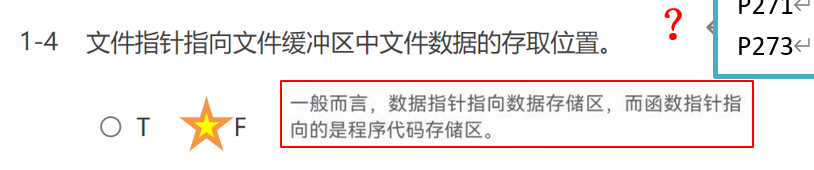 P271
？
P273
1-4 文件指针指向文件缓冲区中文件数据的存取位置。
T
F
一般而言，数据指针指向数据存储区，而函数指针指
向的是程序代码存储区。